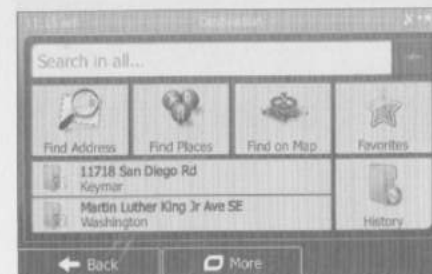 Destination
Search in all...
Find Address
Find Places
Find on Map
Favorites
11718 San Diego Rd
Keymar
Martin Luther King Jr Ave SE
Washington
History
Back
More